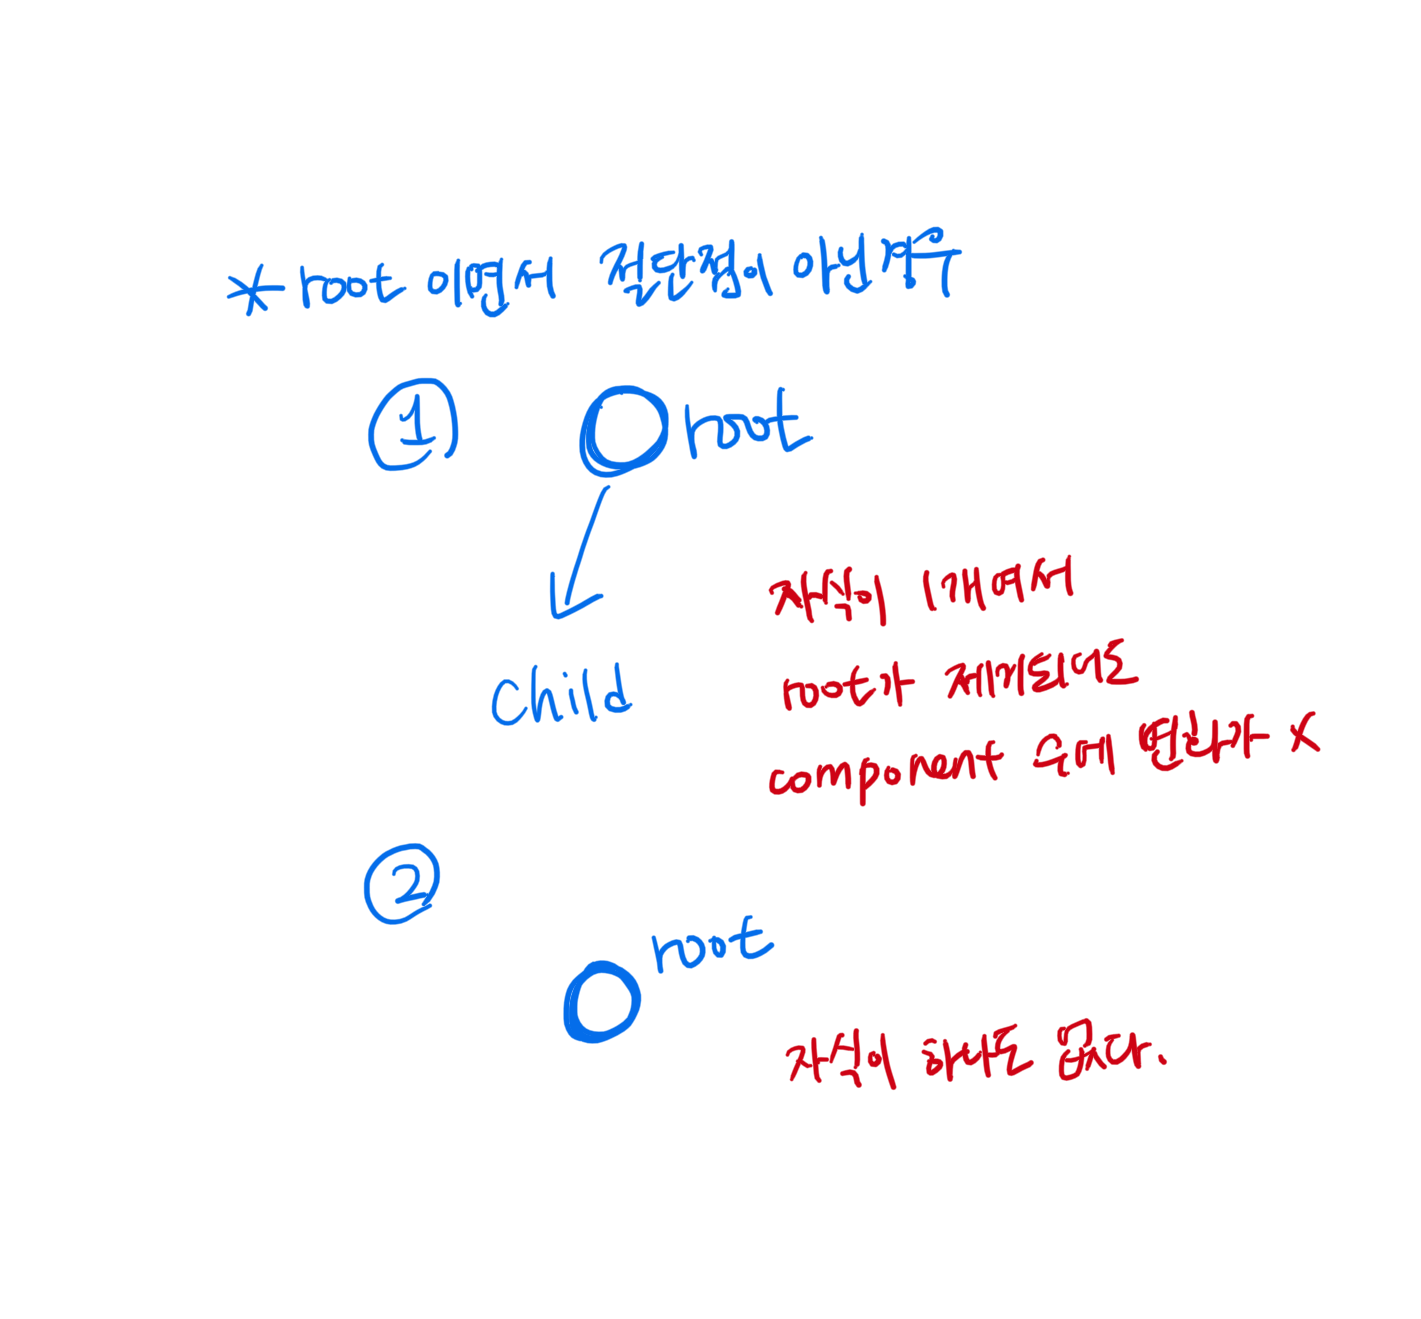 * root 이면서 절단점이 아닌경우
① root
child
자식이 1개여서
root가 제거되어도
component 수에 변화가 x
②
root
자식이 하나도 없다.